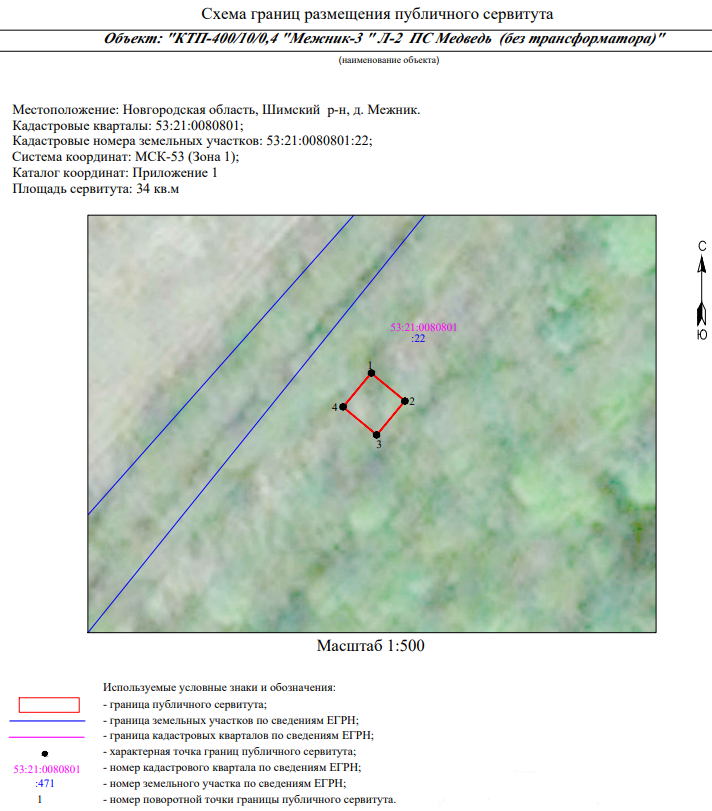 Схема границ размещения публичного сервитута
Объект: "КТП-400/10/0,4 "Межник-3 " Л-2 ПС Медведь (без трансформатора)"
(наименование объекта)
Местоположение: Новгородская область, Шимский р-н, д. Межник.
Кадастровые кварталы: 53:21:0080801;
Кадастровые номера земельных участков: 53:21:0080801:22;
Система координат: МСК-53 (Зона 1);
Каталог координат: Приложение 1
Площадь сервитута: 34 кв.м
С
Ю
53:21:0080801
:22
1
2
4
3
Масштаб 1:500
Используемые условные знаки и обозначения:
- граница публичного сервитута;
- граница земельных участков по сведениям ЕГРН;
- граница кадастровых кварталов по сведениям ЕГРН;
- характерная точка границ публичного сервитута;
53:21:0080801 - номер кадастрового квартала по сведениям ЕГРН;
:471 - номер земельного участка по сведениям ЕГРН;
1 - номер поворотной точки границы публичного сервитута.